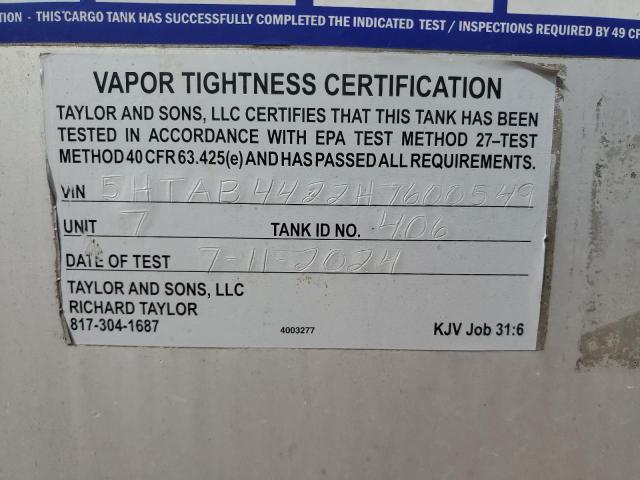 TION - THIS CARGO TANK HAS SUCCESSFULLY COMPLETED THE INDICATED TEST / INSPECTIONS REQUIRED BY 49 CF
VAPOR TIGHTNESS CERTIFICATION
TAYLOR AND SONS, LLC CERTIFIES THAT THIS TANK HAS BEEN
TESTED IN ACCORDANCE WITH EPA TEST METHOD 27–TEST
METHOD 40 CFR 63.425(e) AND HAS PASSED ALL REQUIREMENTS.
VIN 5HTAB4422H7600549
UNIT 7 TANK ID NO. 406
DATE OF TEST 7-11-2024
TAYLOR AND SONS, LLC
RICHARD TAYLOR
817-304-1687 4003277 KJV Job 31:6